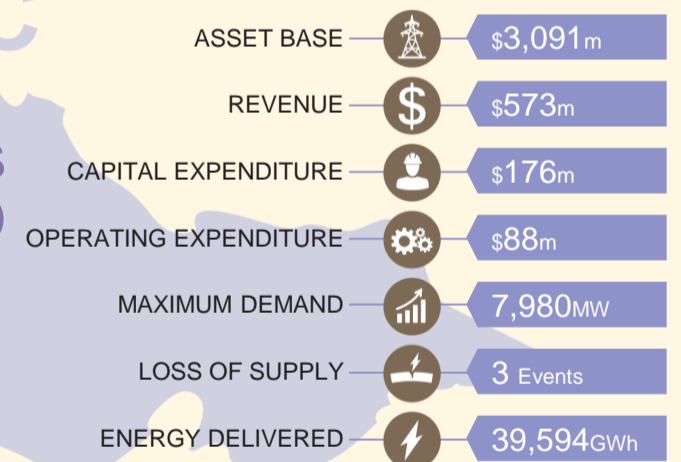 ASSET BASE $3,091m
REVENUE $ $573m
CAPITAL EXPENDITURE $176m
OPERATING EXPENDITURE $88m
MAXIMUM DEMAND 7,980MW
LOSS OF SUPPLY 3 Events
ENERGY DELIVERED 39,594GWh